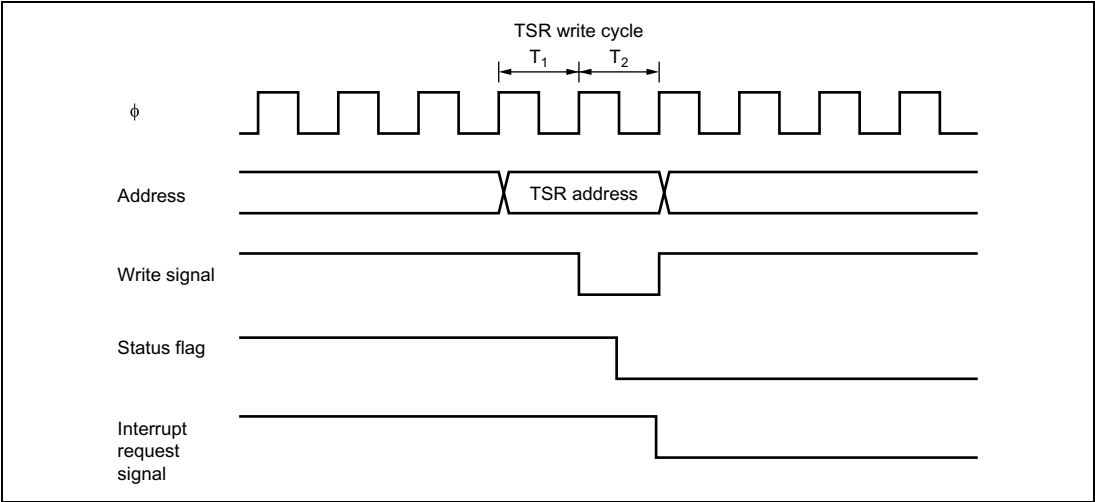 TSR write cycle
T₁ T₂
ϕ
Address
TSR address
Write signal
Status flag
Interrupt
request
signal